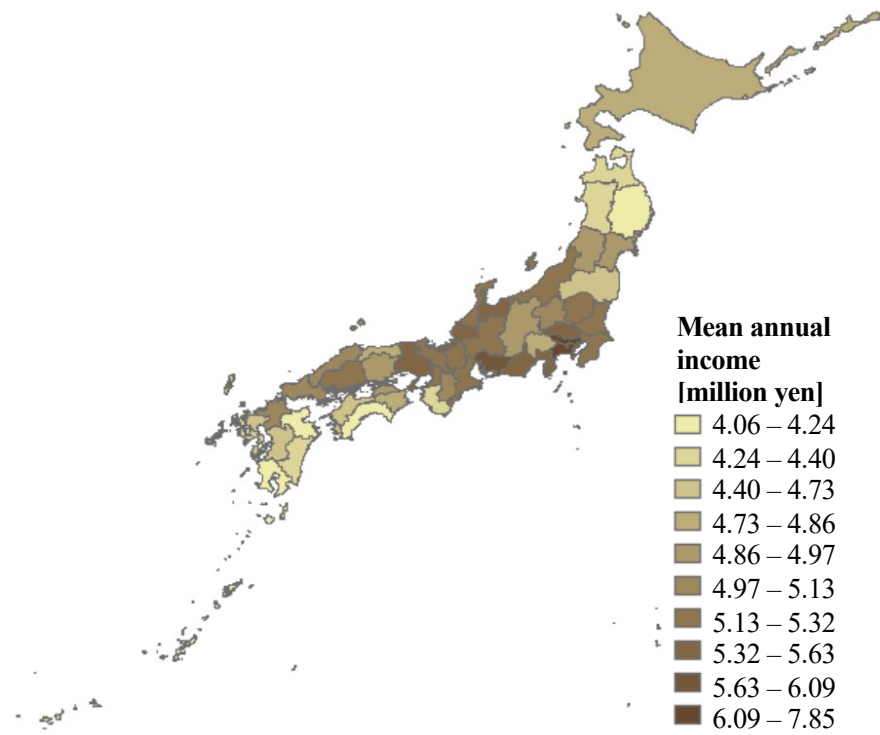 Mean annual
income
[million yen]
4.06 – 4.24
4.24 – 4.40
4.40 – 4.73
4.73 – 4.86
4.86 – 4.97
4.97 – 5.13
5.13 – 5.32
5.32 – 5.63
5.63 – 6.09
6.09 – 7.85